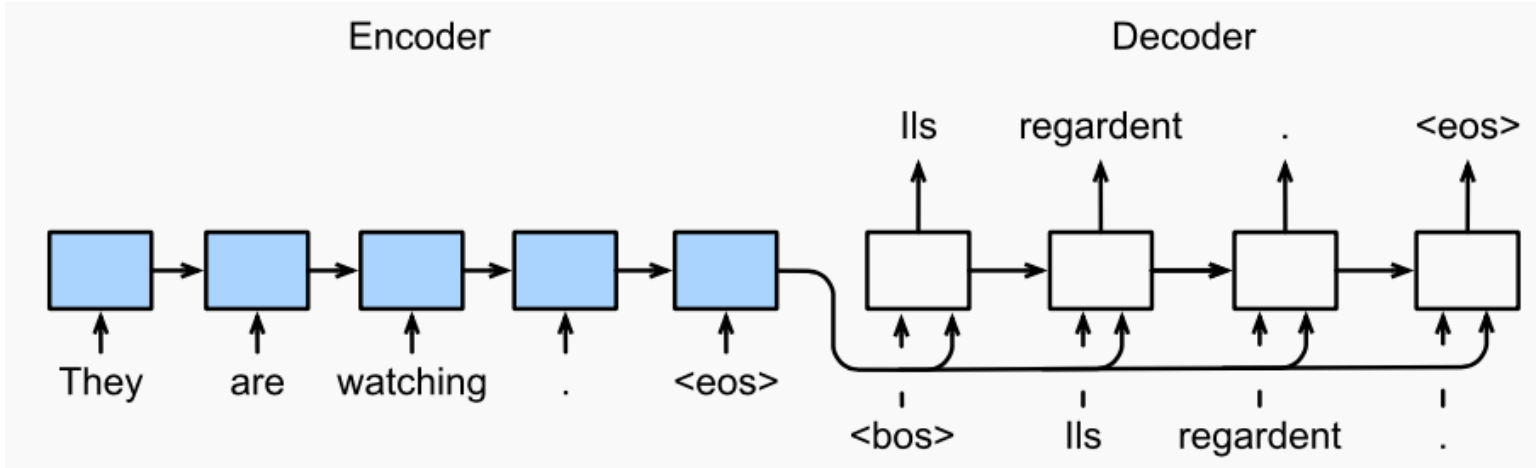 Encoder Decoder
Ils regardent . <eos>
They are watching . <eos>
<bos> Ils regardent .